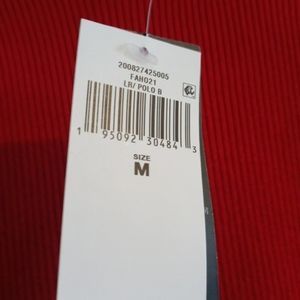 200827425005
FAH021
LR/ POLO B
1 95092 30484 3
SIZE
M